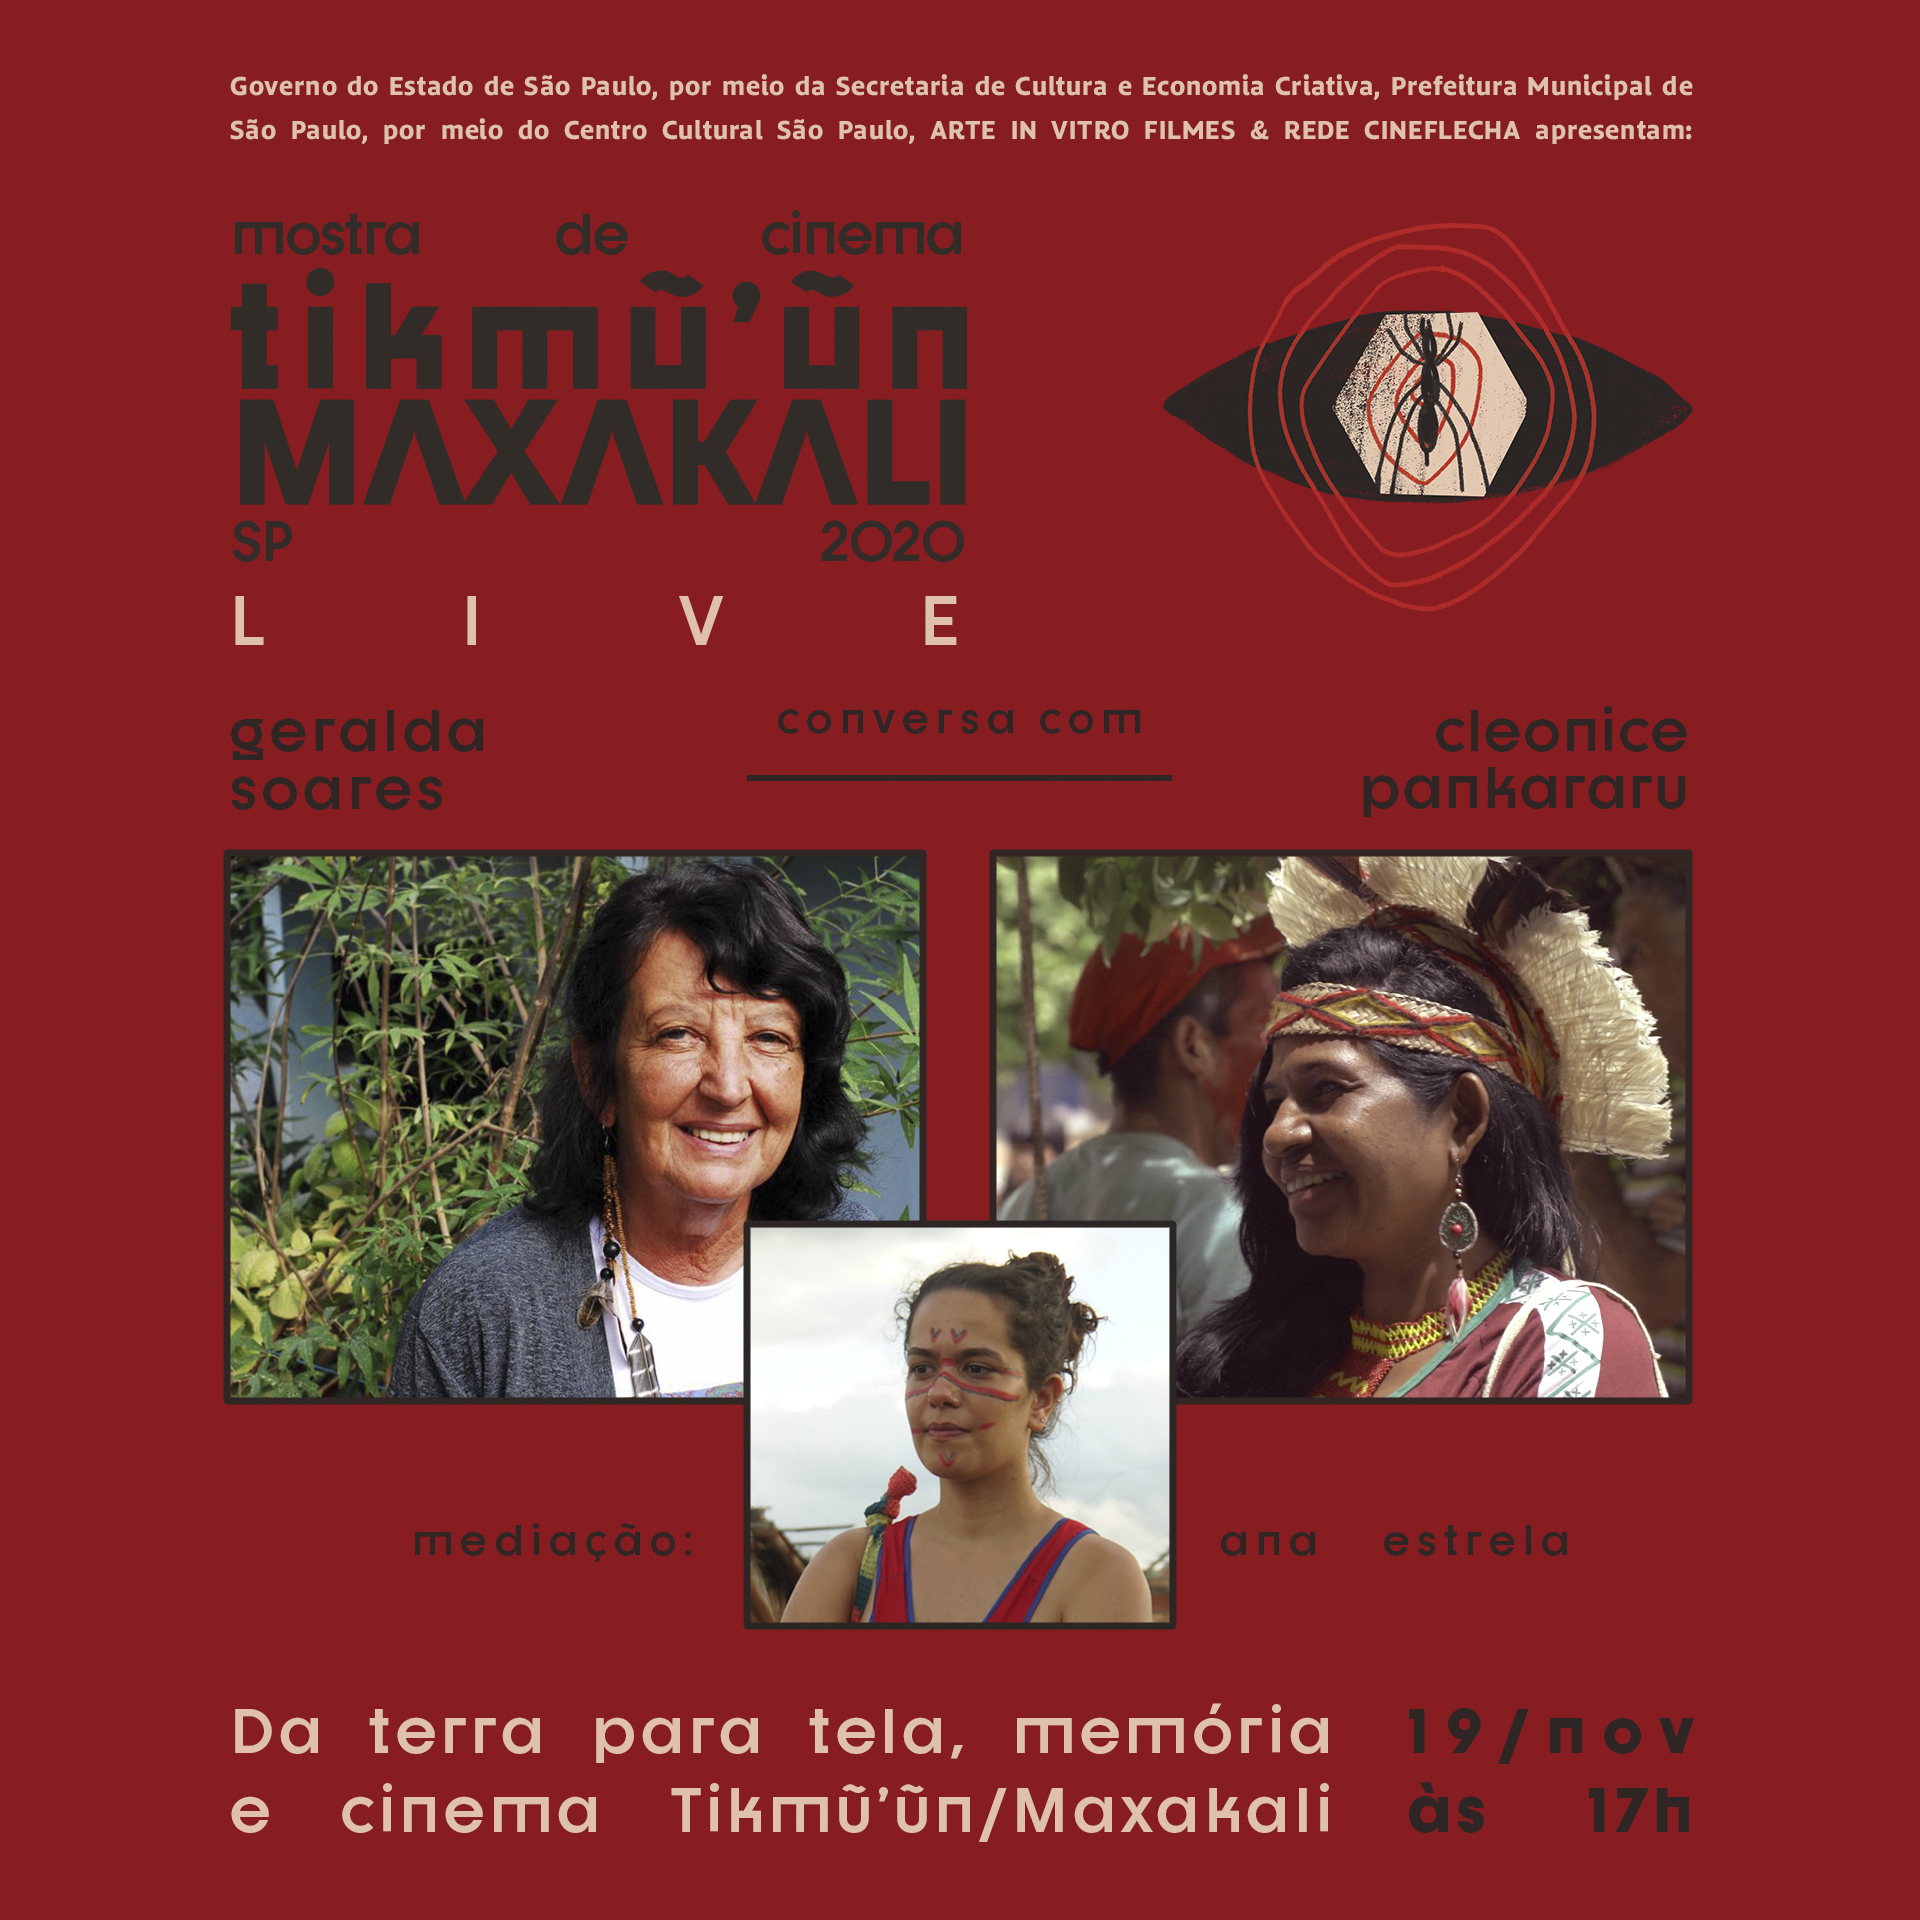 Governo do Estado de São Paulo, por meio da Secretaria de Cultura e Economia Criativa, Prefeitura Municipal de
São Paulo, por meio do Centro Cultural São Paulo, ARTE IN VITRO FILMES & REDE CINEFLECHA apresentam:
mostra de cinema
tikmũ’ũn
MAXAKALI
SP 2020
LIVE
conversa com
geralda
soares
cleonice
pankararu
mediação: ana estrela
Da terra para tela, memória
e cinema Tikmũ’ũn/Maxakali
19/nov
às 17h